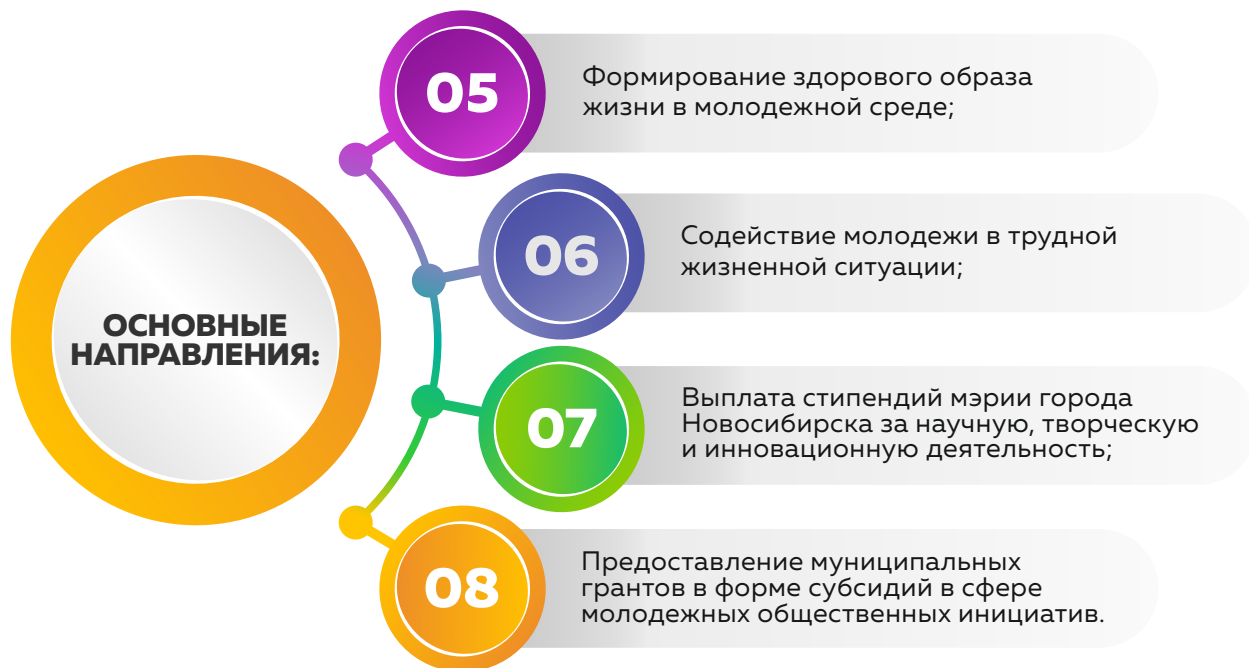 ОСНОВНЫЕ
НАПРАВЛЕНИЯ:
05
Формирование здорового образа
жизни в молодежной среде;
06
Содействие молодежи в трудной
жизненной ситуации;
07
Выплата стипендий мэрии города
Новосибирска за научную, творческую
и инновационную деятельность;
08
Предоставление муниципальных
грантов в форме субсидий в сфере
молодежных общественных инициатив.